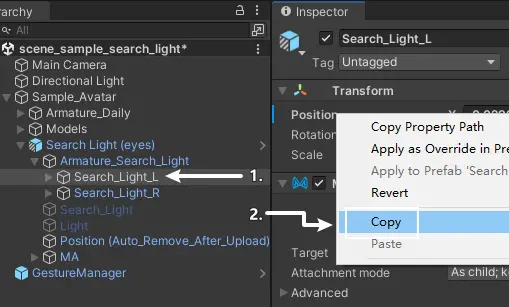 erarchy
All
scene_sample_search_light*
Main Camera
Directional Light
Sample_Avatar
Armature_Daily
Models
Search Light (eyes)
Armature_Search_Light
Search_Light_L
Search_Light_R
Search_Light
Light
Position (Auto_Remove_After_Upload)
MA
GestureManager
1.
2.
Inspector
Search_Light_L
Tag Untagged
Transform
Position
Rotation
Scale
Copy Property Path
Apply as Override in Pre
Apply to Prefab 'Search
Revert
Copy
Paste
Target
Attachment mode As child; k
Advanced